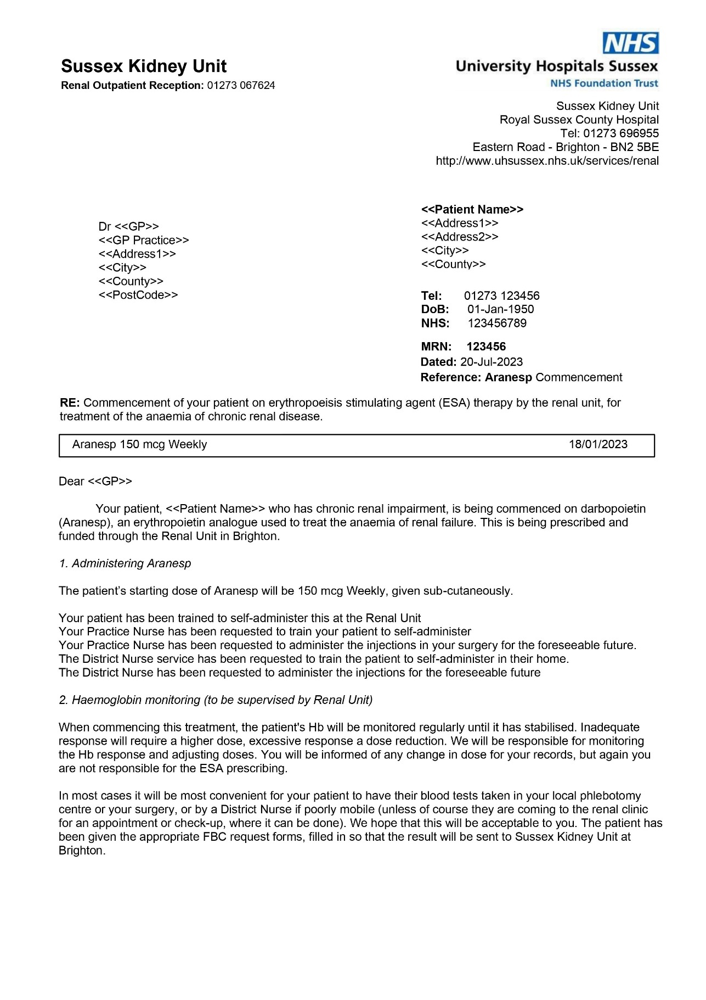 NHS
Sussex Kidney Unit
University Hospitals Sussex
Renal Outpatient Reception: 01273 067624
NHS Foundation Trust
Sussex Kidney Unit
Royal Sussex County Hospital
Tel: 01273 696955
Eastern Road - Brighton - BN2 5BE
http://www.uhsussex.nhs.uk/services/renal
Dr <<GP>>
<<GP Practice>>
<<Address1>>
<<City>>
<<County>>
<<PostCode>>
<<Patient Name>>
<<Address1>>
<<Address2>>
<<City>>
<<County>>
Tel: 01273 123456
DoB: 01-Jan-1950
NHS: 123456789
MRN: 123456
Dated: 20-Jul-2023
Reference: Aranesp Commencement
RE: Commencement of your patient on erythropoeisis stimulating agent (ESA) therapy by the renal unit, for
treatment of the anaemia of chronic renal disease.
Aranesp 150 mcg Weekly 18/01/2023
Dear <<GP>>
Your patient, <<Patient Name>> who has chronic renal impairment, is being commenced on darbopoietin
(Aranesp), an erythropoietin analogue used to treat the anaemia of renal failure. This is being prescribed and
funded through the Renal Unit in Brighton.
1. Administering Aranesp
The patient’s starting dose of Aranesp will be 150 mcg Weekly, given sub-cutaneously.
Your patient has been trained to self-administer this at the Renal Unit
Your Practice Nurse has been requested to train your patient to self-administer
Your Practice Nurse has been requested to administer the injections in your surgery for the foreseeable future.
The District Nurse service has been requested to train the patient to self-administer in their home.
The District Nurse has been requested to administer the injections for the foreseeable future
2. Haemoglobin monitoring (to be supervised by Renal Unit)
When commencing this treatment, the patient's Hb will be monitored regularly until it has stabilised. Inadequate
response will require a higher dose, excessive response a dose reduction. We will be responsible for monitoring
the Hb response and adjusting doses. You will be informed of any change in dose for your records, but again you
are not responsible for the ESA prescribing.
In most cases it will be most convenient for your patient to have their blood tests taken in your local phlebotomy
centre or your surgery, or by a District Nurse if poorly mobile (unless of course they are coming to the renal clinic
for an appointment or check-up, where it can be done). We hope that this will be acceptable to you. The patient has
been given the appropriate FBC request forms, filled in so that the result will be sent to Sussex Kidney Unit at
Brighton.